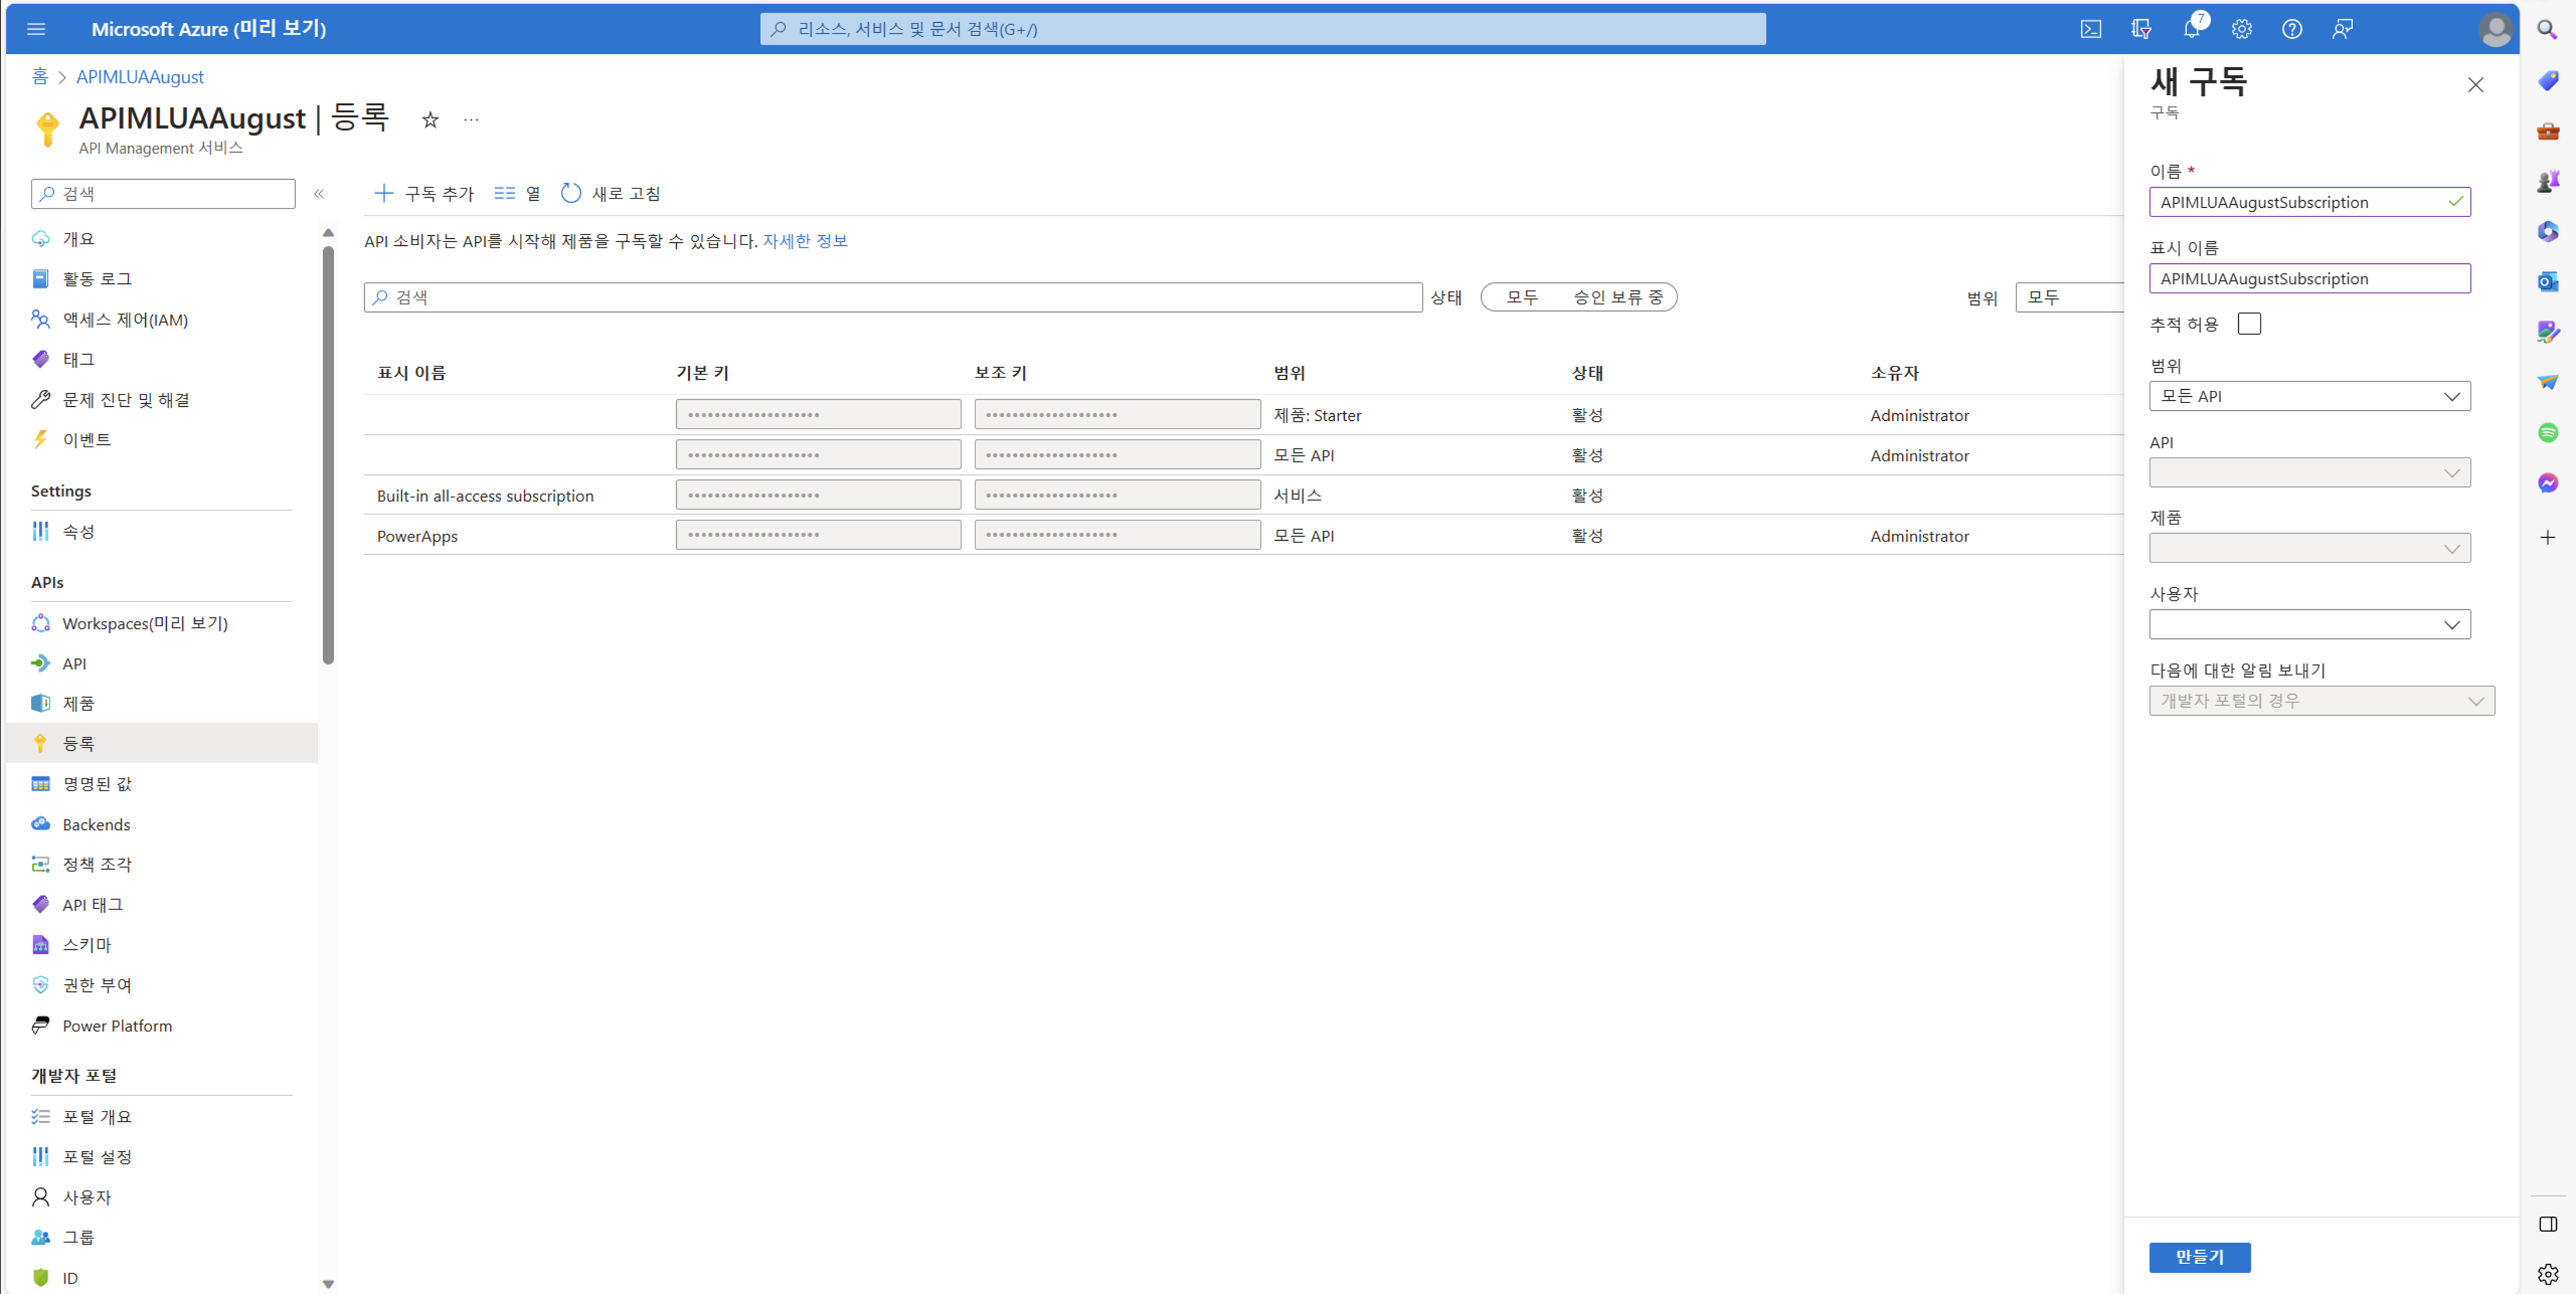 Microsoft Azure (미리 보기)
리소스, 서비스 및 문서 검색(G+/)
7
홈 > APIMLUAAugust
APIMLUAAugust | 등록
API Management 서비스
검색
개요
활동 로그
액세스 제어(IAM)
태그
문제 진단 및 해결
이벤트
Settings
속성
APIs
Workspaces(미리 보기)
API
제품
등록
명명된 값
Backends
정책 조각
API 태그
스키마
권한 부여
Power Platform
개발자 포털
포털 개요
포털 설정
사용자
그룹
ID
구독 추가 열 새로 고침
API 소비자는 API를 시작해 제품을 구독할 수 있습니다. 자세한 정보
검색 상태 모두 승인 보류 중 범위 모두
표시 이름 기본 키 보조 키 범위 상태 소유자
•••••••••••••••••••• •••••••••••••••••••• 제품: Starter 활성 Administrator
•••••••••••••••••••• •••••••••••••••••••• 모든 API 활성 Administrator
Built-in all-access subscription •••••••••••••••••••• •••••••••••••••••••• 서비스 활성
PowerApps •••••••••••••••••••• •••••••••••••••••••• 모든 API 활성 Administrator
새 구독
구독
이름 *
APIMLUAAugustSubscription
표시 이름
APIMLUAAugustSubscription
추적 허용
범위
모든 API
API
제품
사용자
다음에 대한 알림 보내기
개발자 포털의 경우
만들기